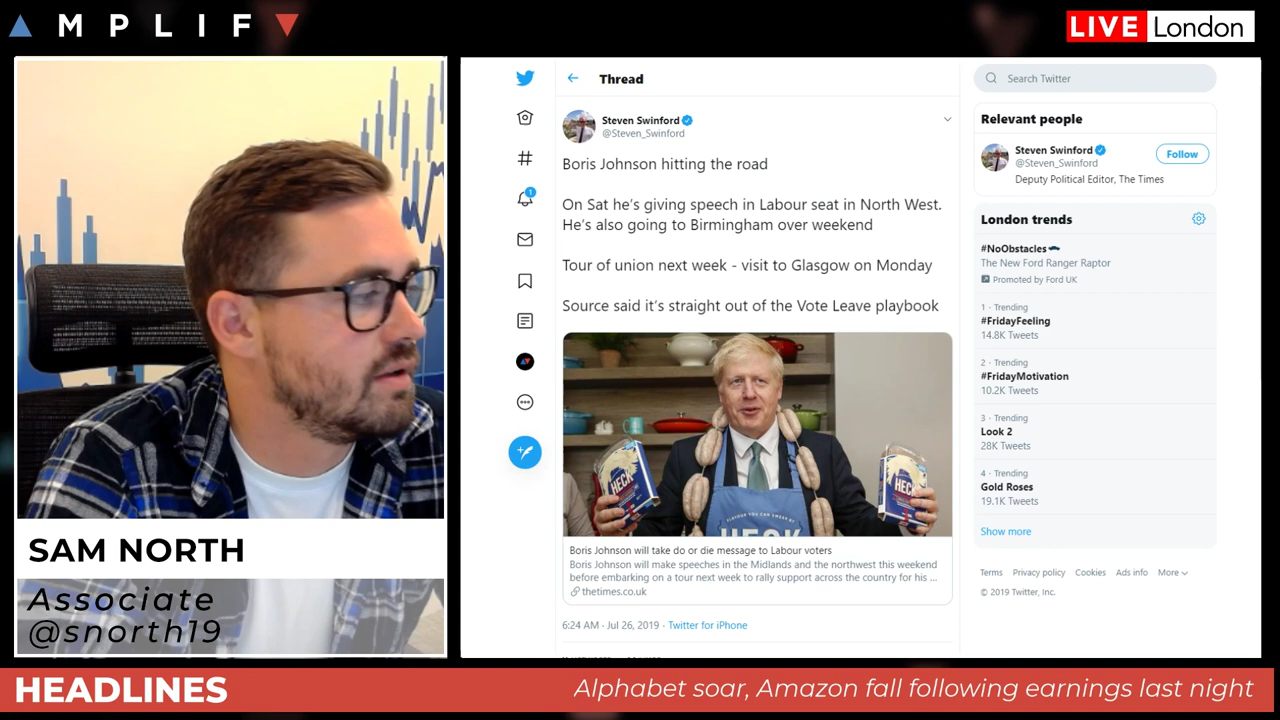 AMPLIFY
LIVE London
Thread
Search Twitter
Steven Swinford
@Steven_Swinford
Boris Johnson hitting the road
On Sat he's giving speech in Labour seat in North West.
He's also going to Birmingham over weekend
Tour of union next week - visit to Glasgow on Monday
Source said it's straight out of the Vote Leave playbook
HECK
HECK
HECK
Boris Johnson will take do or die message to Labour voters
Boris Johnson will make speeches in the Midlands and the northwest this weekend
before embarking on a tour next week to rally support across the country for his ...
thetimes.co.uk
6:24 AM · Jul 26, 2019 · Twitter for iPhone
1
Relevant people
Steven Swinford
@Steven_Swinford
Follow
Deputy Political Editor, The Times
London trends
#NoObstacles
The New Ford Ranger Raptor
Promoted by Ford UK
1 · Trending
#FridayFeeling
14.8K Tweets
2 · Trending
#FridayMotivation
10.2K Tweets
3 · Trending
Look 2
28K Tweets
4 · Trending
Gold Roses
19.1K Tweets
Show more
Terms Privacy policy Cookies Ads info More
© 2019 Twitter, Inc.
SAM NORTH
Associate
@snorth19
HEADLINES
Alphabet soar, Amazon fall following earnings last night